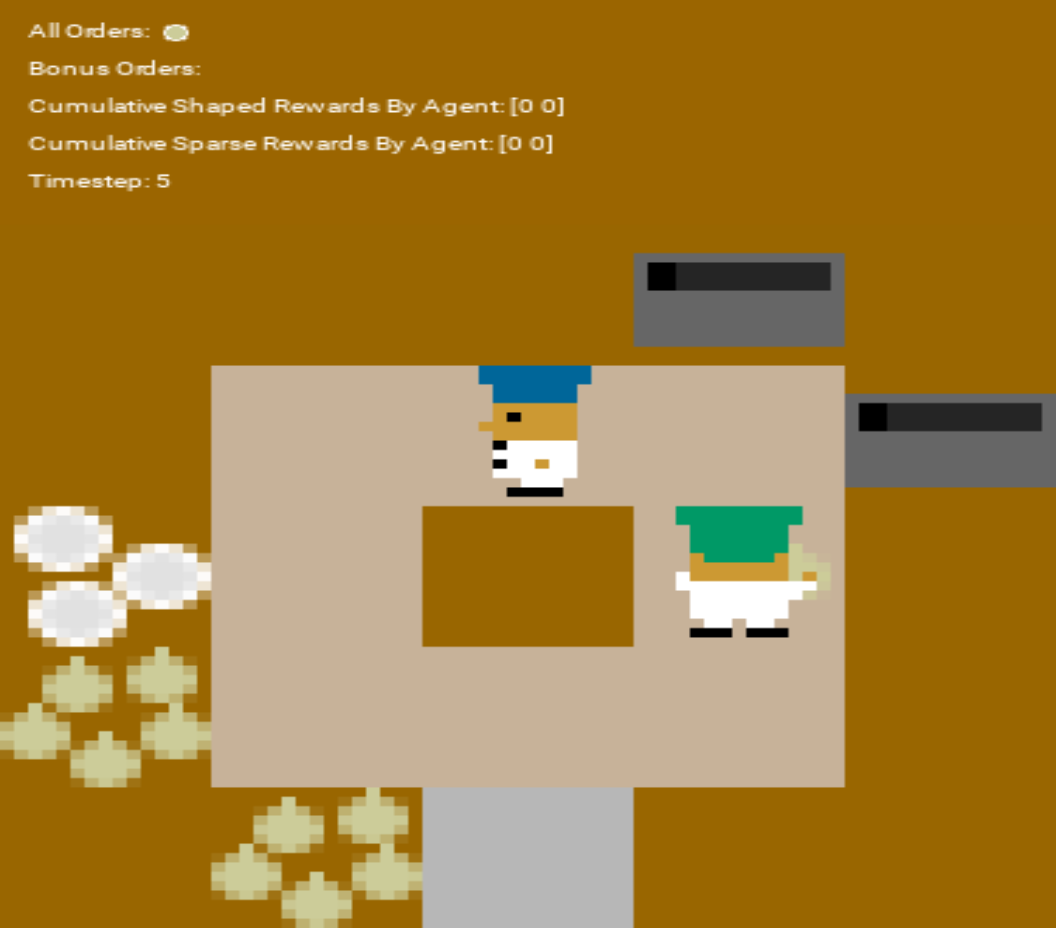 All Orders:
Bonus Orders:
Cumulative Shaped Rewards By Agent: [0 0]
Cumulative Sparse Rewards By Agent: [0 0]
Timestep: 5